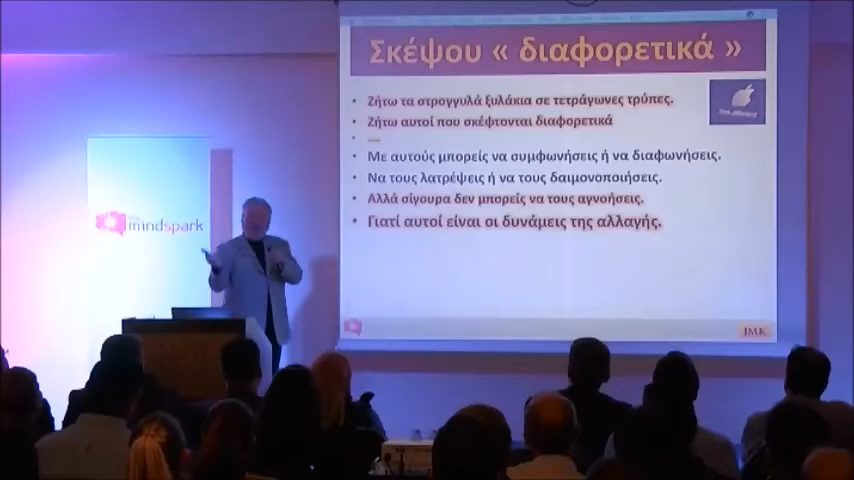 Σκέψου « διαφορετικά »
• Ζήτω τα στρογγυλά ξυλάκια σε τετράγωνες τρύπες.
• Ζήτω αυτοί που σκέφτονται διαφορετικά
• ....
• Με αυτούς μπορείς να συμφωνήσεις ή να διαφωνήσεις.
• Να τους λατρέψεις ή να τους δαιμονοποιήσεις.
• Αλλά σίγουρα δεν μπορείς να τους αγνοήσεις.
• Γιατί αυτοί είναι οι δυνάμεις της αλλαγής.
mindspark
JMK